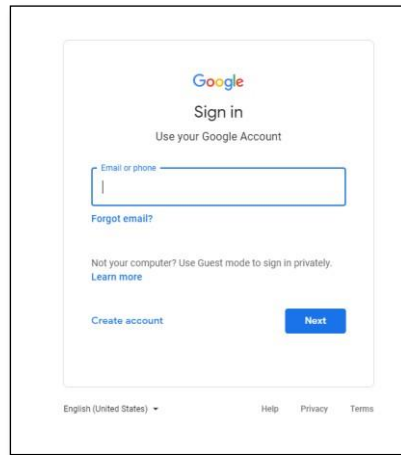 Google
Sign in
Use your Google Account
Email or phone
Forgot email?
Not your computer? Use Guest mode to sign in privately.
Learn more
Create account Next
English (United States) Help Privacy Terms